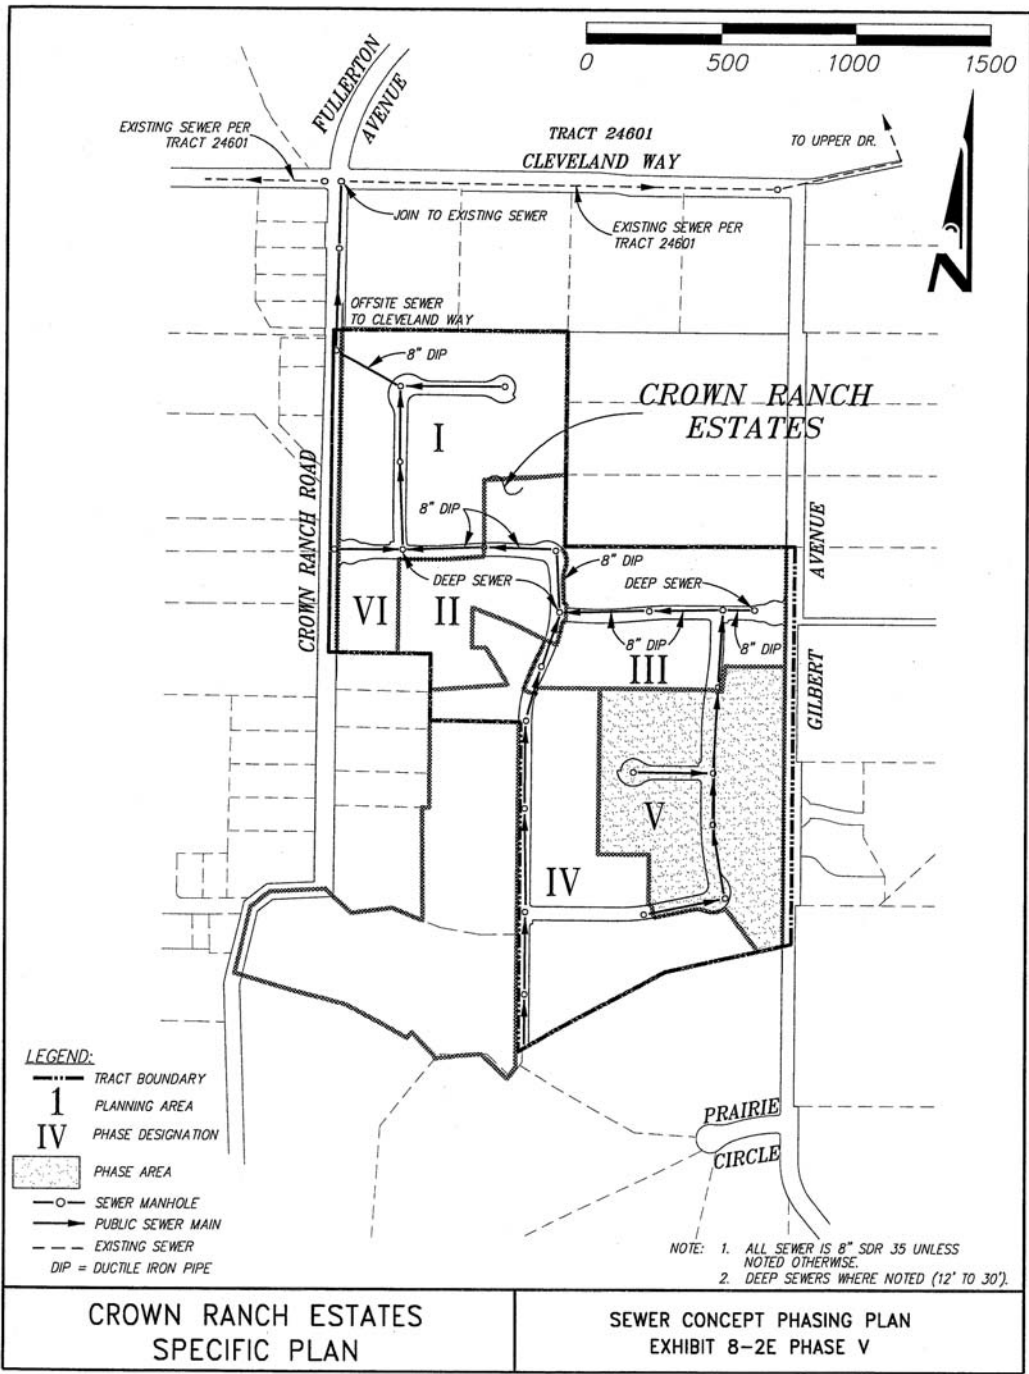 0 500 1000 1500
FULLERTON
AVENUE
EXISTING SEWER PER
TRACT 24601
TRACT 24601
CLEVELAND WAY
TO UPPER DR.
JOIN TO EXISTING SEWER
EXISTING SEWER PER
TRACT 24601
N
OFFSITE SEWER
TO CLEVELAND WAY
8" DIP
CROWN RANCH
ESTATES
I
CROWN RANCH ROAD
8" DIP
AVENUE
8" DIP
DEEP SEWER
DEEP SEWER
VI
II
8" DIP
8" DIP
III
GILBERT
V
IV
LEGEND:
TRACT BOUNDARY
1 PLANNING AREA
IV PHASE DESIGNATION
PHASE AREA
SEWER MANHOLE
PUBLIC SEWER MAIN
EXISTING SEWER
DIP = DUCTILE IRON PIPE
PRAIRIE
CIRCLE
NOTE: 1. ALL SEWER IS 8" SDR 35 UNLESS
NOTED OTHERWISE.
2. DEEP SEWERS WHERE NOTED (12' TO 30').
CROWN RANCH ESTATES
SPECIFIC PLAN
SEWER CONCEPT PHASING PLAN
EXHIBIT 8-2E PHASE V